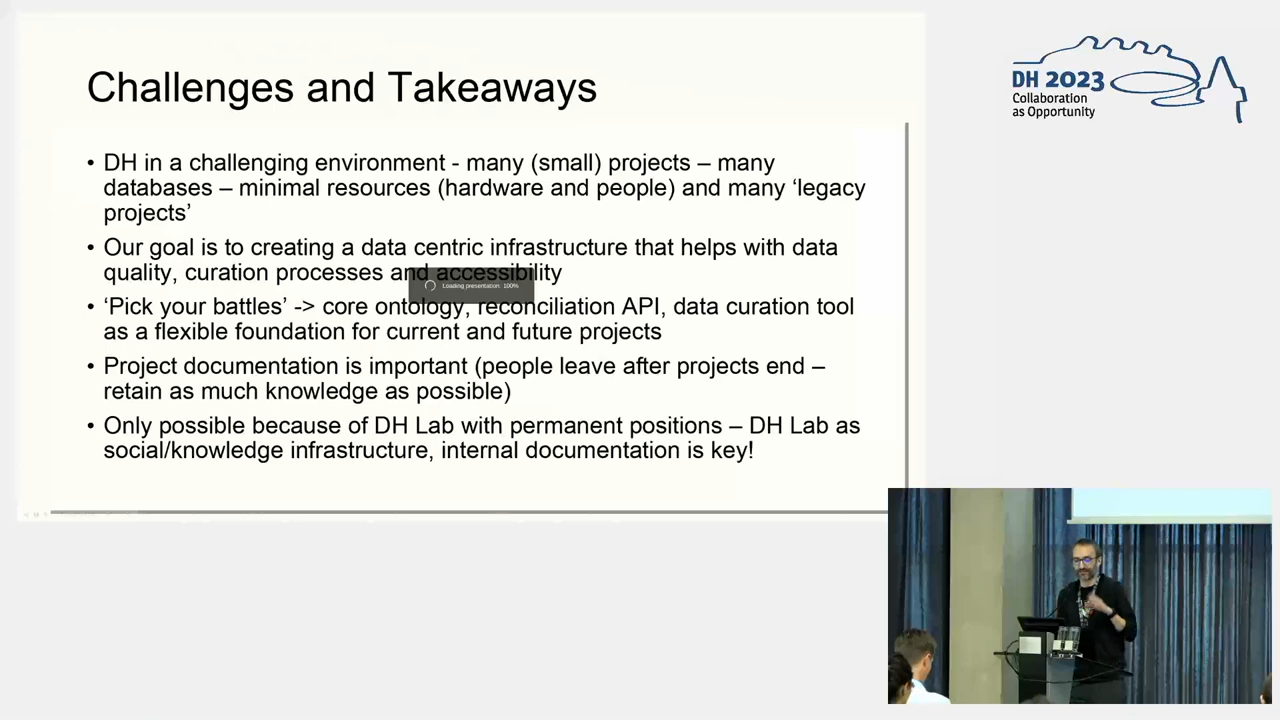 Challenges and Takeaways
• DH in a challenging environment - many (small) projects – many
databases – minimal resources (hardware and people) and many ‘legacy
projects’
• Our goal is to creating a data centric infrastructure that helps with data
quality, curation processes and accessibility
Loading presentation: 100%
• ‘Pick your battles’ -> core ontology, reconciliation API, data curation tool
as a flexible foundation for current and future projects
• Project documentation is important (people leave after projects end –
retain as much knowledge as possible)
• Only possible because of DH Lab with permanent positions – DH Lab as
social/knowledge infrastructure, internal documentation is key!
DH 2023
Collaboration
as Opportunity